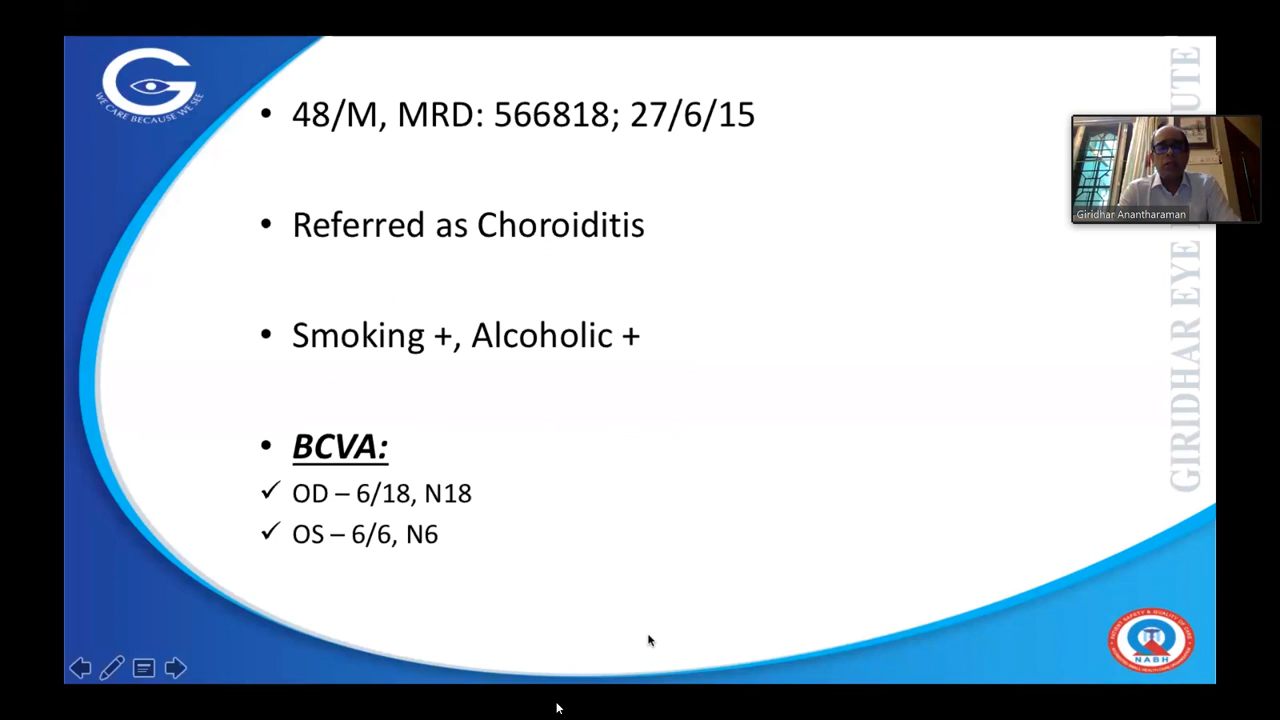 WE CARE BECAUSE WE SEE
• 48/M, MRD: 566818; 27/6/15
• Referred as Choroiditis
• Smoking +, Alcoholic +
• BCVA:
✓ OD – 6/18, N18
✓ OS – 6/6, N6
Giridhar Anantharaman
GIRIDHAR EYE
UTE
NABH